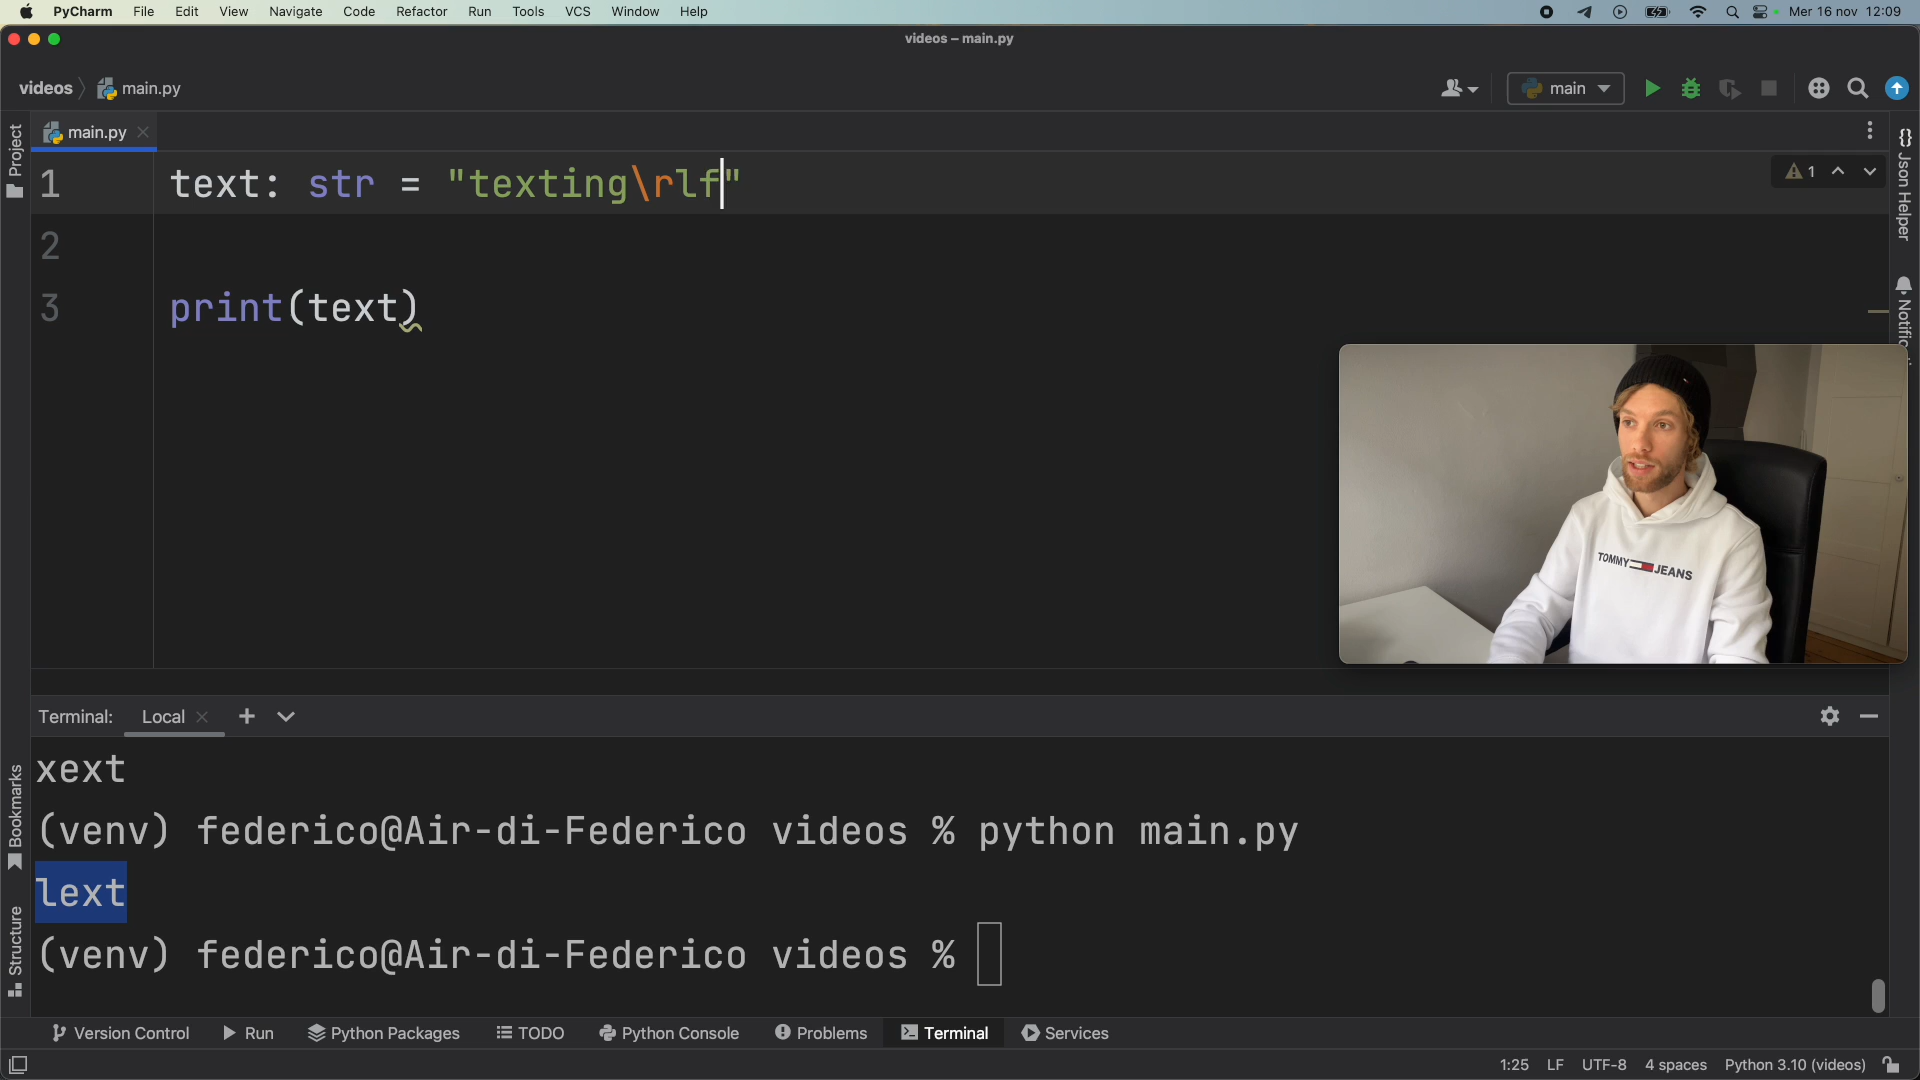 PyCharm File Edit View Navigate Code Refactor Run Tools VCS Window Help Mer 16 nov 12:09
videos – main.py
videos main.py main
Project
main.py
1 text: str = "texting\rlf"
1
2
3 print(text)
Json Helper
TOMMY JEANS
Terminal: Local
xext
(venv) federico@Air-di-Federico videos % python main.py
lext
(venv) federico@Air-di-Federico videos %
Bookmarks
Structure
Version Control Run Python Packages TODO Python Console Problems Terminal Services
1:25 LF UTF-8 4 spaces Python 3.10 (videos)